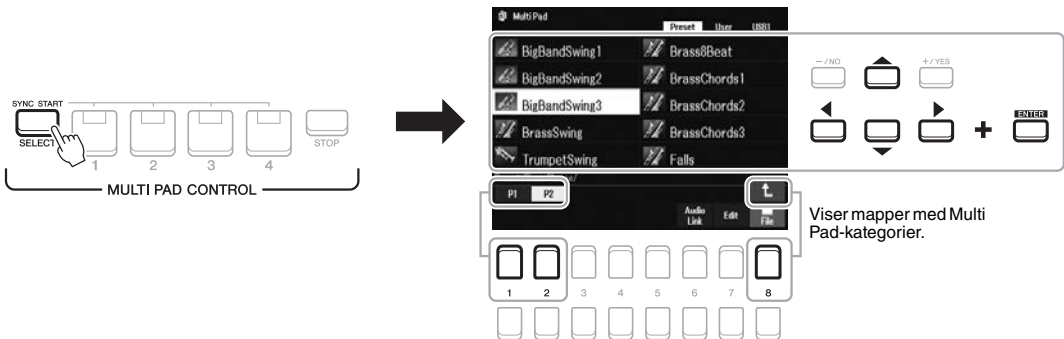 SYNC START
SELECT
1
2
3
4
STOP
MULTI PAD CONTROL
Multi Pad
Preset User USB1
BigBandSwing1
Brass8Beat
BigBandSwing2
BrassChords1
BigBandSwing3
BrassChords2
BrassSwing
BrassChords3
TrumpetSwing
Falls
P1 P2
Audio
Link
Edit
File
–/NO
+/YES
+
ENTER
Viser mapper med Multi
Pad-kategorier.
1 2 3 4 5 6 7 8